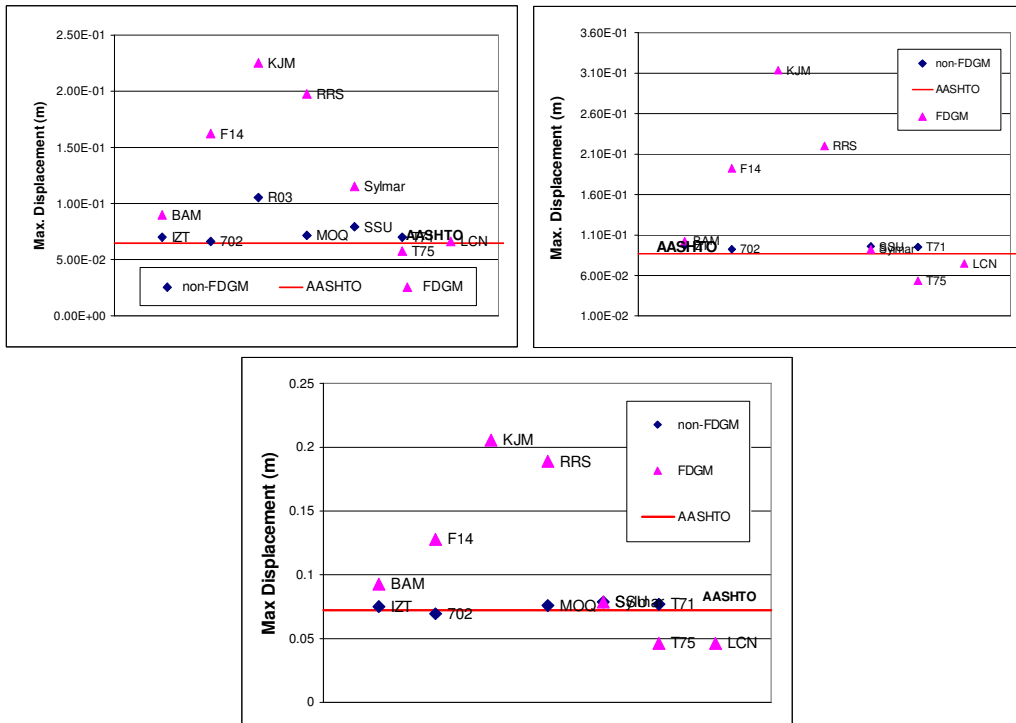 2.50E-01
2.00E-01
1.50E-01
1.00E-01
5.00E-02
0.00E+00
Max. Displacement (m)
KJM
RRS
F14
R03
Sylmar
BAM
IZT
702
MOQ
SSU
AASHTO
LCN
T75
non-FDGM AASHTO FDGM
3.60E-01
3.10E-01
2.60E-01
2.10E-01
1.60E-01
1.10E-01
6.00E-02
1.00E-02
Max. Displacement (m)
non-FDGM
AASHTO
FDGM
KJM
RRS
F14
BAM
AASHTO
702
SSU
Sylmar
T71
LCN
T75
0.25
0.2
0.15
0.1
0.05
0
Max Displacement (m)
non-FDGM
FDGM
AASHTO
KJM
RRS
F14
BAM
IZT
702
MOQ
SSU
Sylmar
T71
AASHTO
T75
LCN